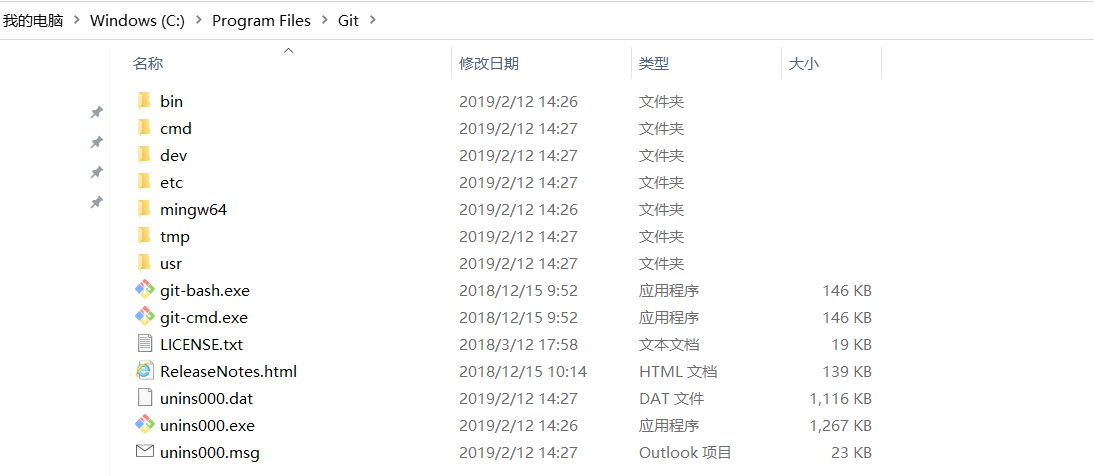 我的电脑 > Windows (C:) > Program Files > Git >
名称 修改日期 类型 大小
bin 2019/2/12 14:26 文件夹
cmd 2019/2/12 14:27 文件夹
dev 2019/2/12 14:27 文件夹
etc 2019/2/12 14:27 文件夹
mingw64 2019/2/12 14:26 文件夹
tmp 2019/2/12 14:27 文件夹
usr 2019/2/12 14:27 文件夹
git-bash.exe 2018/12/15 9:52 应用程序 146 KB
git-cmd.exe 2018/12/15 9:52 应用程序 146 KB
LICENSE.txt 2018/3/12 17:58 文本文档 19 KB
ReleaseNotes.html 2018/12/15 10:14 HTML 文档 139 KB
unins000.dat 2019/2/12 14:27 DAT 文件 1,116 KB
unins000.exe 2019/2/12 14:26 应用程序 1,267 KB
unins000.msg 2019/2/12 14:27 Outlook 项目 23 KB